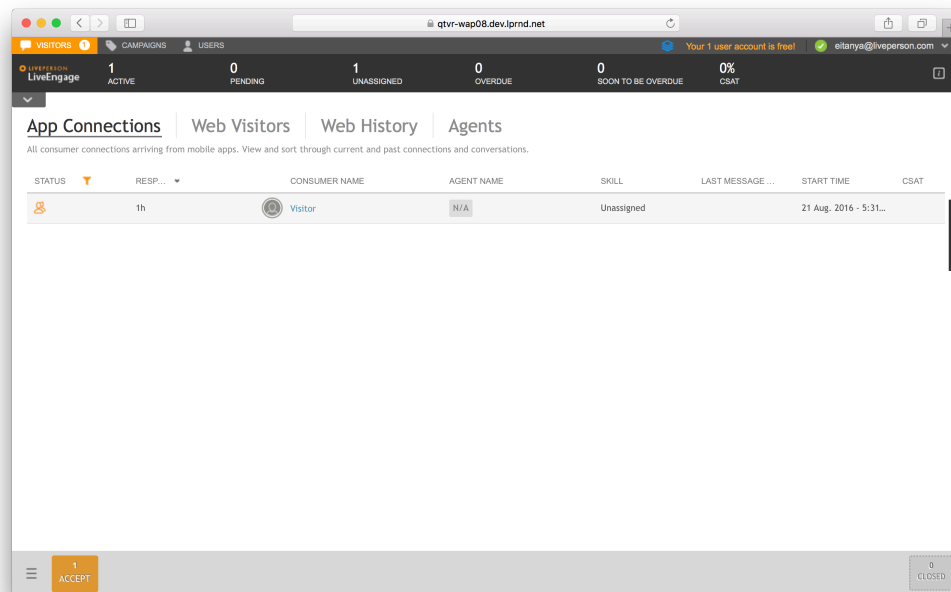 qtvr-wap08.dev.lprnd.net
VISITORS 1 CAMPAIGNS USERS Your 1 user account is free! eitanya@liveperson.com
LIVEPERSON
LiveEngage
1 0 1 0 0 0%
ACTIVE PENDING UNASSIGNED OVERDUE SOON TO BE OVERDUE CSAT
App Connections Web Visitors Web History Agents
All consumer connections arriving from mobile apps. View and sort through current and past connections and conversations.
STATUS RESP... CONSUMER NAME AGENT NAME SKILL LAST MESSAGE ... START TIME CSAT
1h Visitor N/A Unassigned 21 Aug. 2016 - 5:31...
1 0
ACCEPT CLOSED